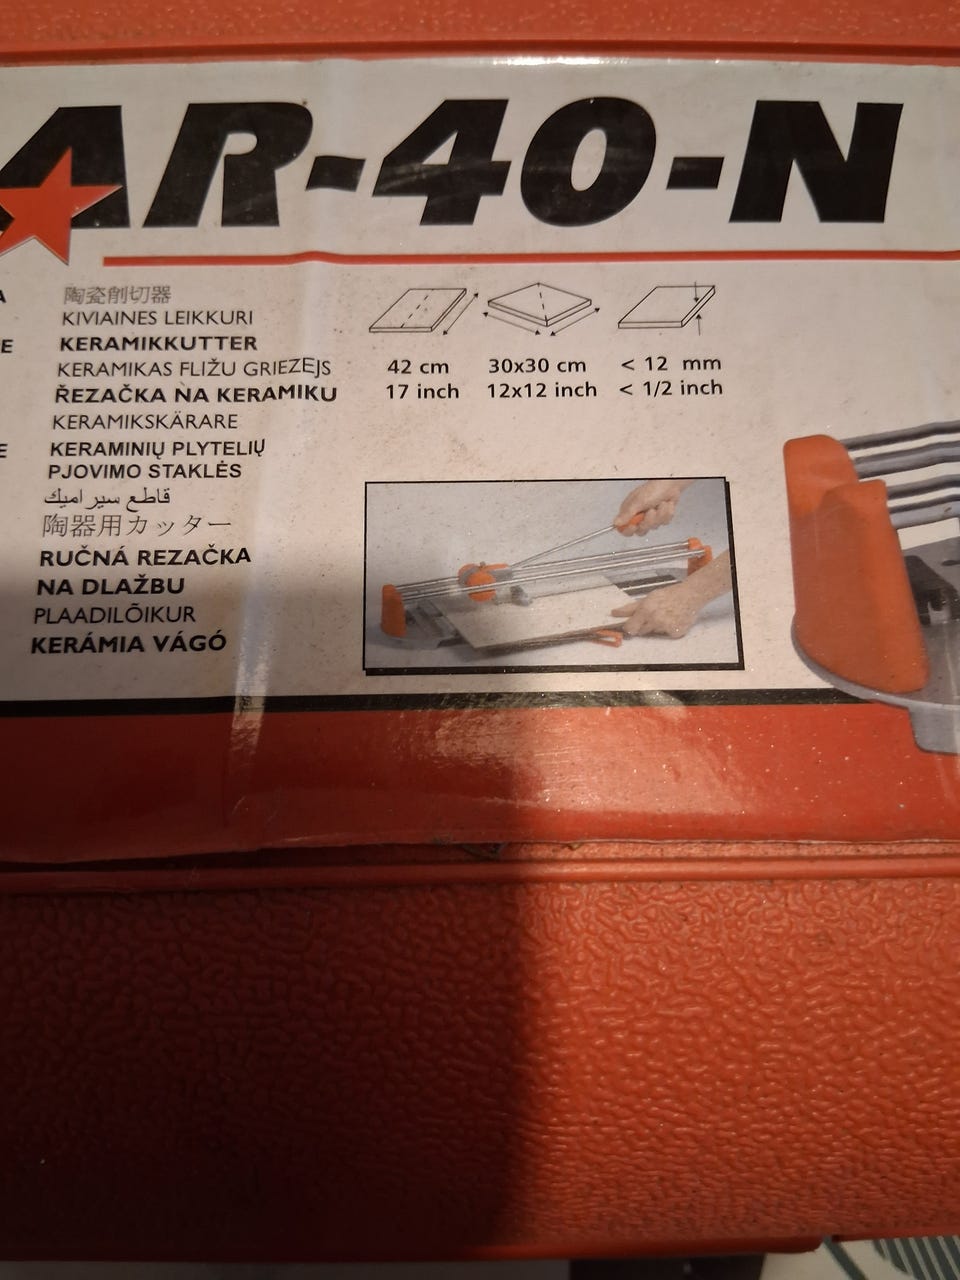 AR-40-N
A
陶瓷削切器
KIVIAINES LEIKKURI
E
KERAMIKKUTTER
KERAMIKAS FLIŽU GRIEZEJS
ŘEZAČKA NA KERAMIKU
KERAMIKSKÄRARE
E
KERAMINIŲ PLYTELIŲ
PJOVIMO STAKLĖS
قاطع سيراميك
陶器用カッター
RUČNÁ REZAČKA
NA DLAŽBU
PLAADILÕIKUR
KERÁMIA VÁGÓ
42 cm 30x30 cm < 12 mm
17 inch 12x12 inch < 1/2 inch